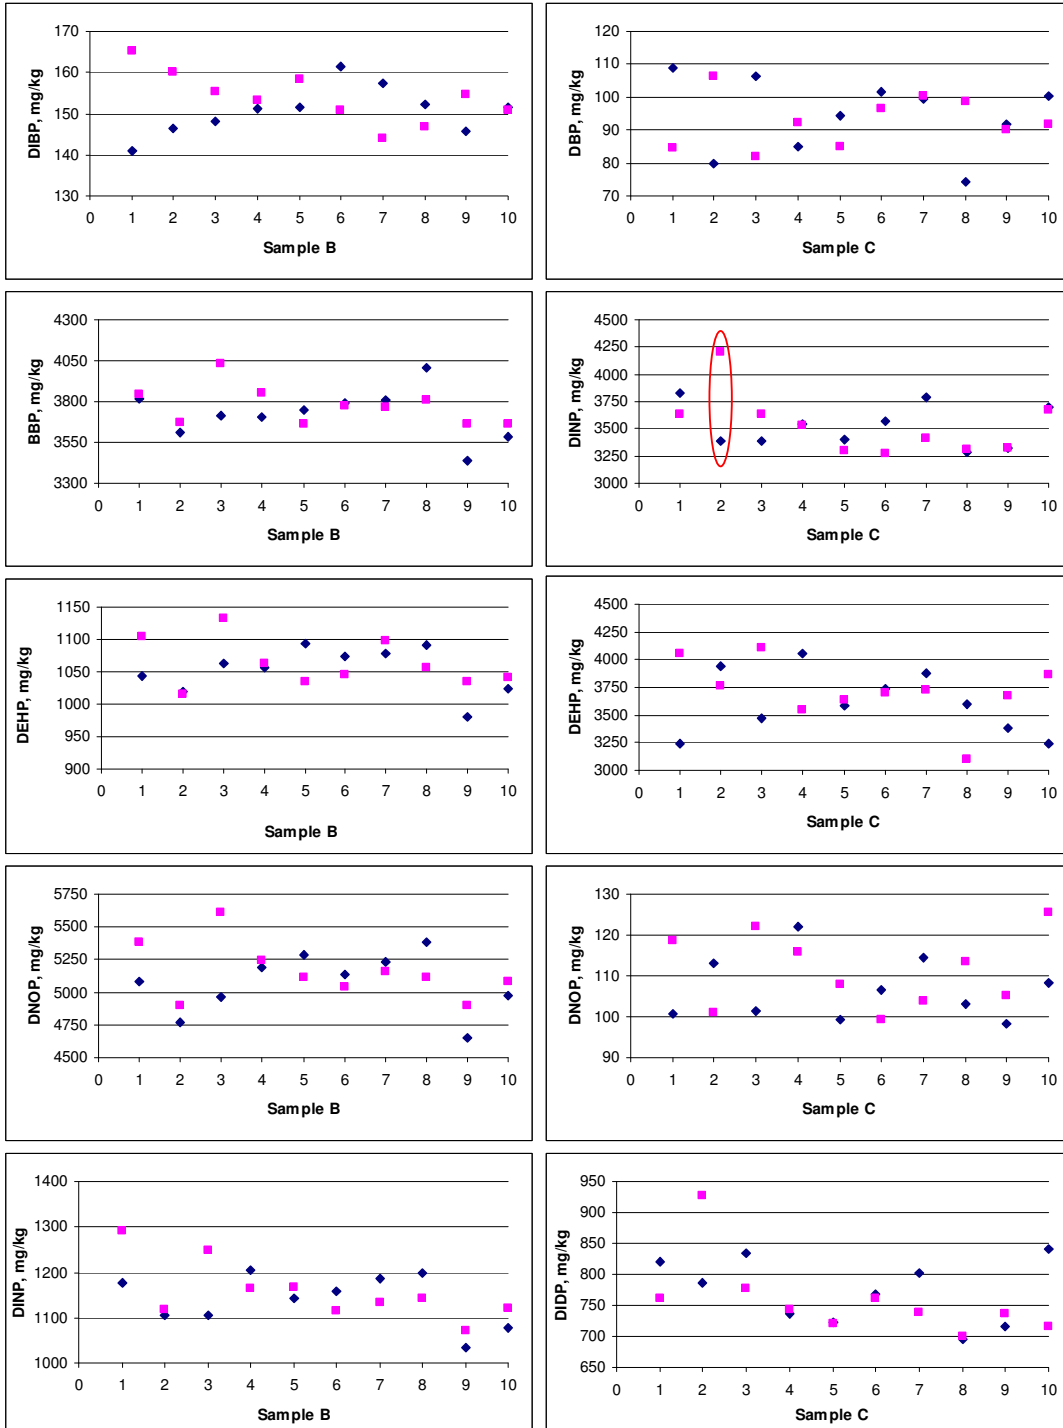 170
160
150
140
130
0 1 2 3 4 5 6 7 8 9 10
DIBP, mg/kg
Sample B
120
110
100
90
80
70
0 1 2 3 4 5 6 7 8 9 10
DBP, mg/kg
Sample C
4300
4050
3800
3550
3300
0 1 2 3 4 5 6 7 8 9 10
BBP, mg/kg
Sample B
4500
4250
4000
3750
3500
3250
3000
0 1 2 3 4 5 6 7 8 9 10
DINP, mg/kg
Sample C
1150
1100
1050
1000
950
900
0 1 2 3 4 5 6 7 8 9 10
DEHP, mg/kg
Sample B
4500
4250
4000
3750
3500
3250
3000
0 1 2 3 4 5 6 7 8 9 10
DEHP, mg/kg
Sample C
5750
5500
5250
5000
4750
4500
0 1 2 3 4 5 6 7 8 9 10
DNOP, mg/kg
Sample B
130
120
110
100
90
0 1 2 3 4 5 6 7 8 9 10
DNOP, mg/kg
Sample C
1400
1300
1200
1100
1000
0 1 2 3 4 5 6 7 8 9 10
DINP, mg/kg
Sample B
950
900
850
800
750
700
650
0 1 2 3 4 5 6 7 8 9 10
DIDP, mg/kg
Sample C